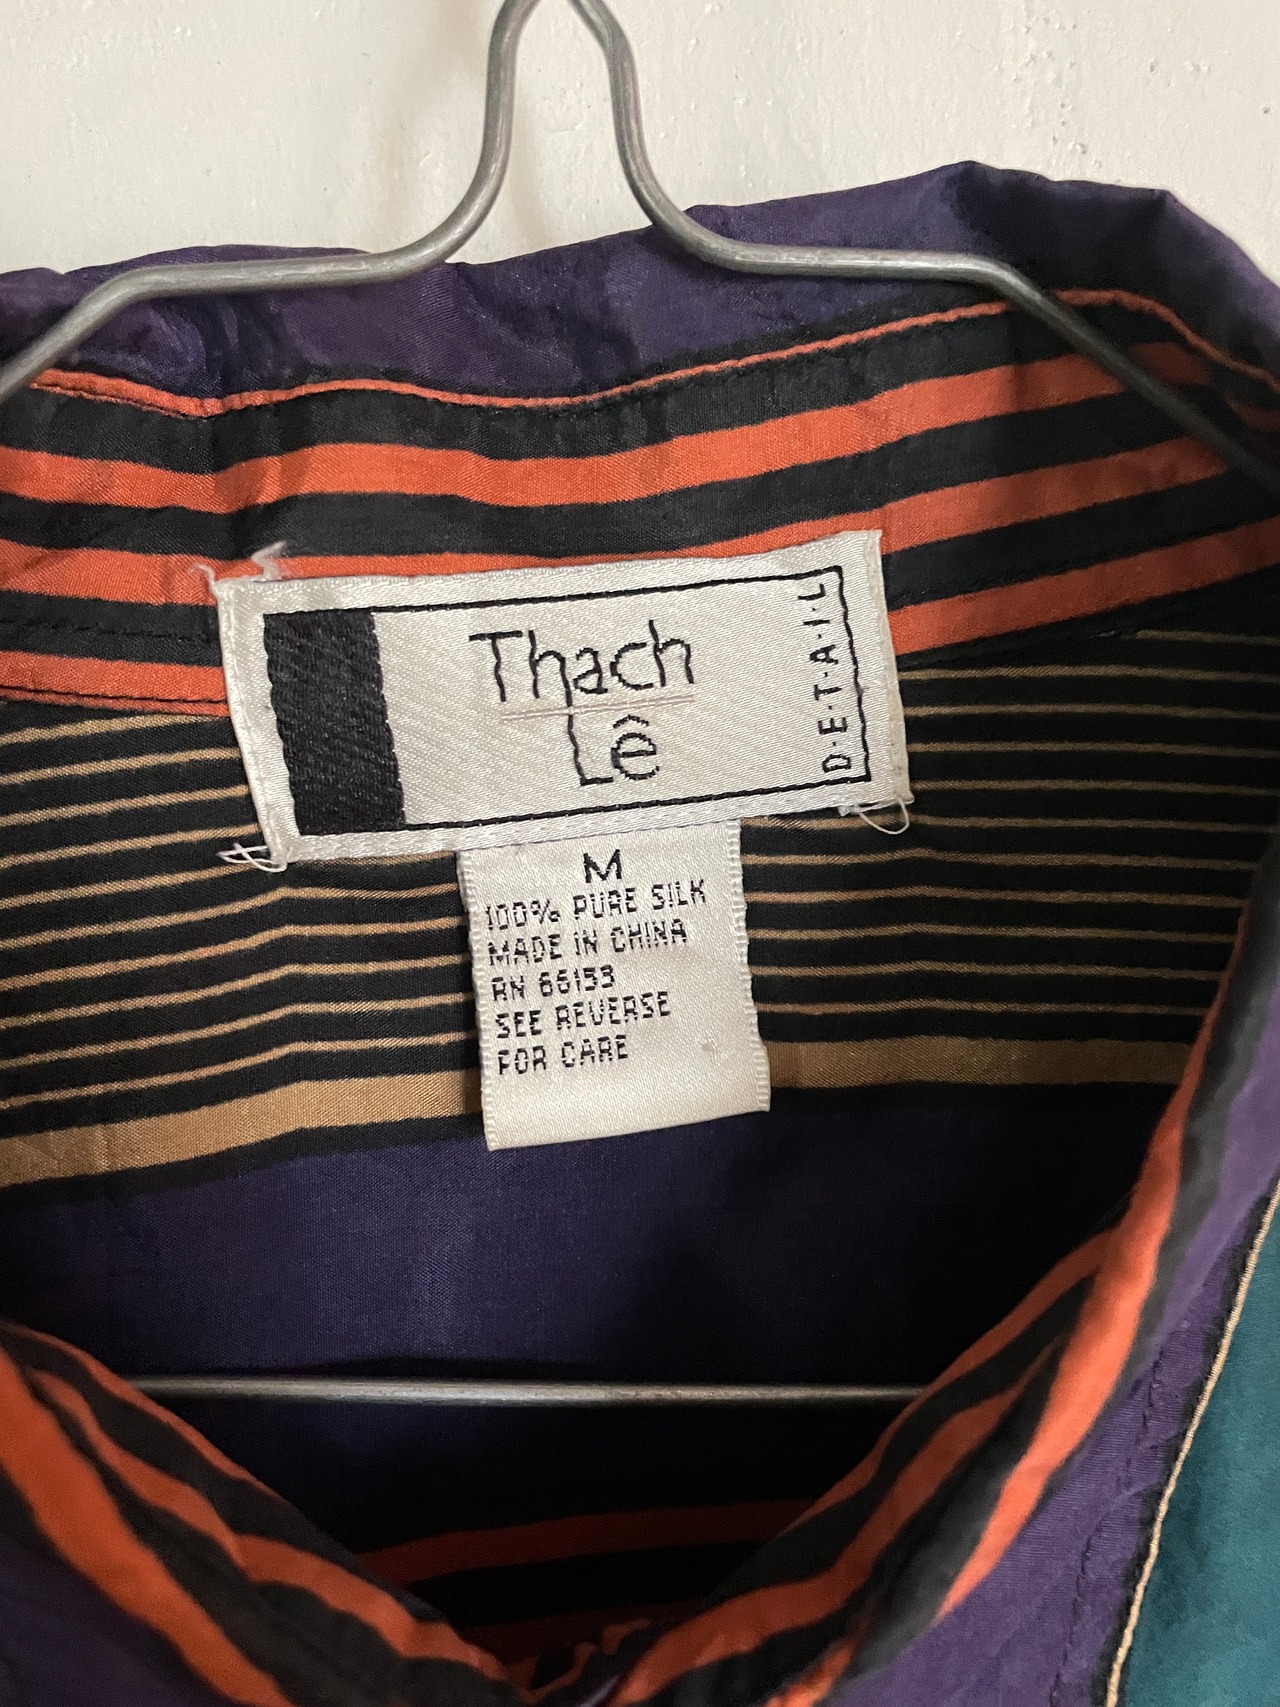 Thach
Lê
D·E·T·A·I·L
M
100% PURE SILK
MADE IN CHINA
RN 66153
SEE REVERSE
FOR CARE